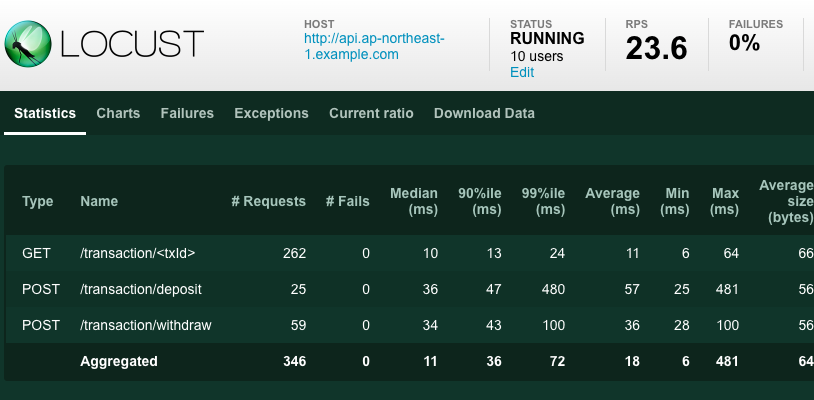 LOCUST
HOST
http://api.ap-northeast-
1.example.com
STATUS
RUNNING
10 users
Edit
RPS
23.6
FAILURES
0%
Statistics Charts Failures Exceptions Current ratio Download Data
Type Name # Requests # Fails Median (ms) 90%ile (ms) 99%ile (ms) Average (ms) Min (ms) Max (ms) Average size (bytes)
GET /transaction/<txId> 262 0 10 13 24 11 6 64 66
POST /transaction/deposit 25 0 36 47 480 57 25 481 56
POST /transaction/withdraw 59 0 34 43 100 36 28 100 56
Aggregated 346 0 11 36 72 18 6 481 64